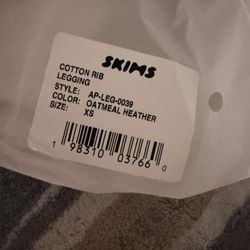 SKIMS
COTTON RIB
LEGGING
STYLE: AP-LEG-0039
COLOR: OATMEAL HEATHER
SIZE: XS
1 98310 03766 0